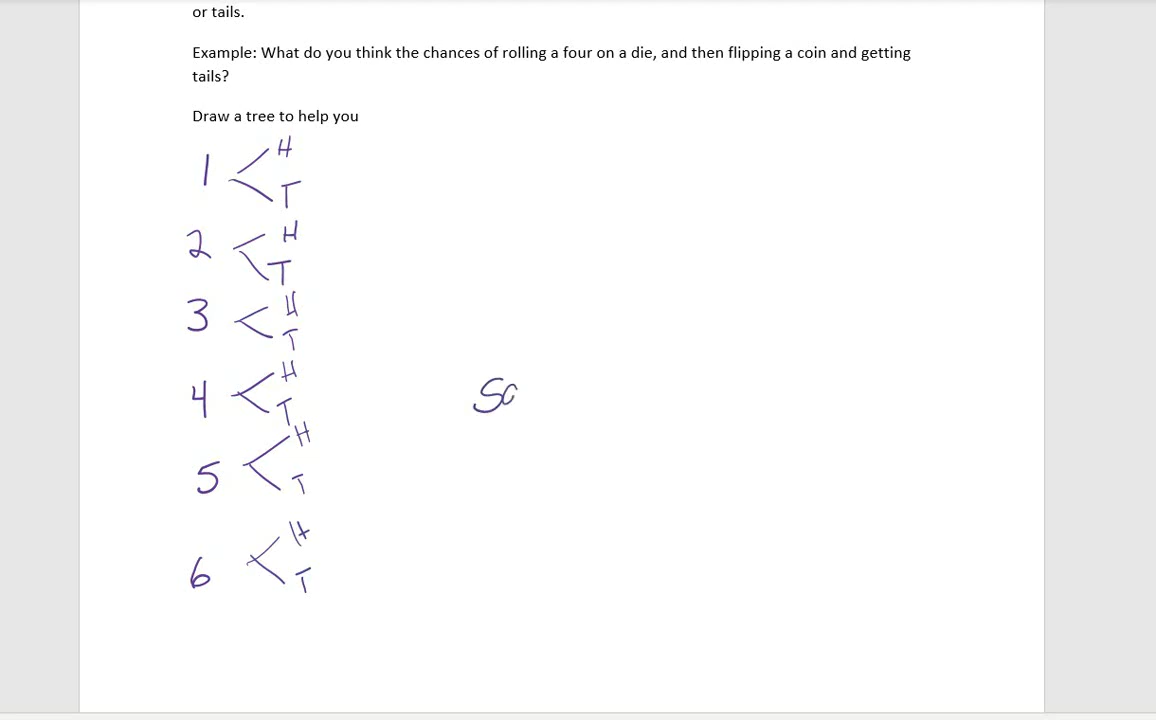 or tails.
Example: What do you think the chances of rolling a four on a die, and then flipping a coin and getting
tails?
Draw a tree to help you
H
1 <
T
H
2 <
T
H
3 <
T
H
4 <
T
H
5 <
T
H
6 <
T
So